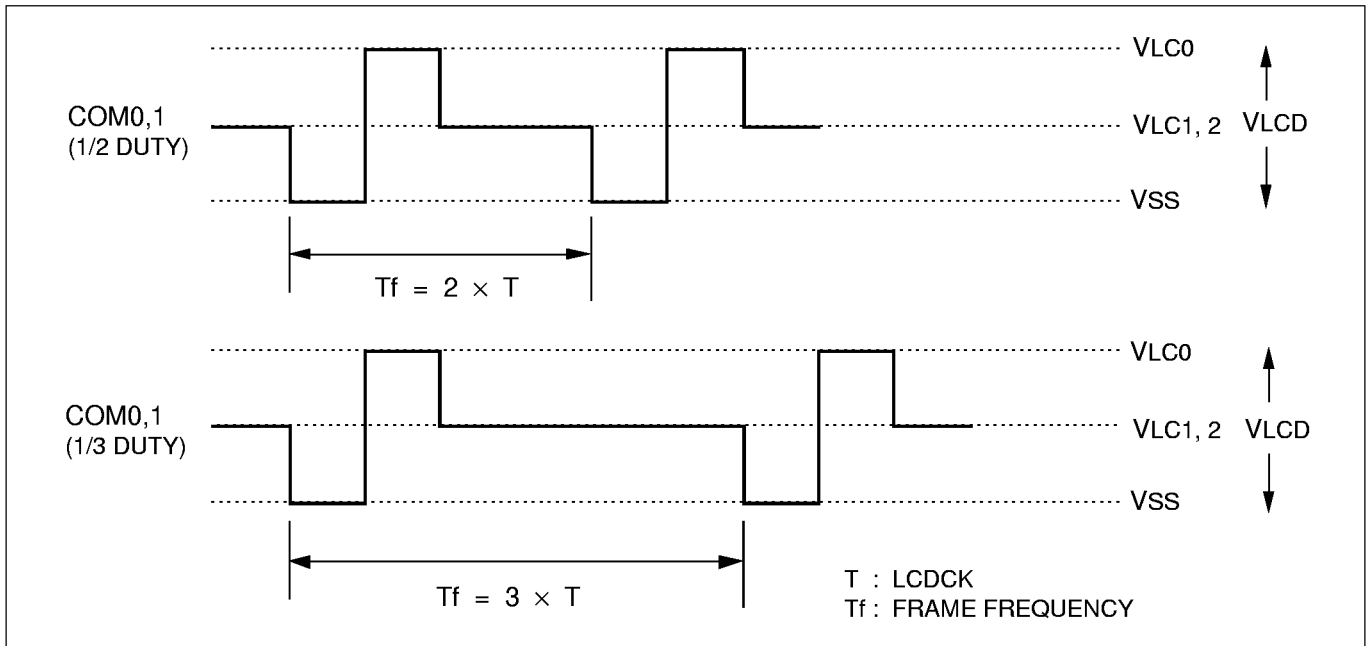 VLC0
COM0,1
(1/2 DUTY)
VLC1, 2 VLCD
VSS
Tf = 2 × T
VLC0
COM0,1
(1/3 DUTY)
VLC1, 2 VLCD
VSS
Tf = 3 × T
T : LCDCK
Tf : FRAME FREQUENCY